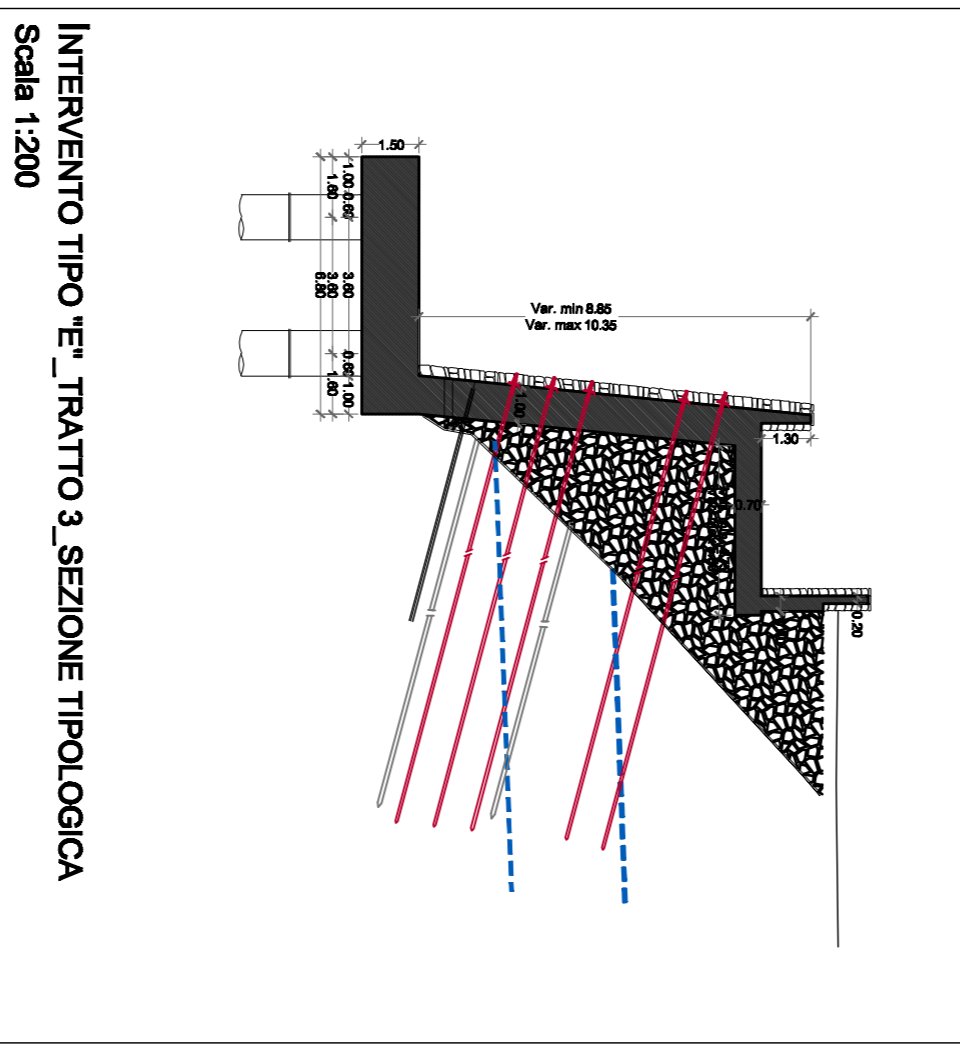 INTERVENTO TIPO "E"_TRATTO 3_SEZIONE TIPOLOGICA
Scala 1:200
1.50
1.00 0.60 3.60 0.60 1.00
1.60 3.60 1.60
6.80
Var. min 8.85
Var. max 10.35
1.00
1.30
0.70
0.20